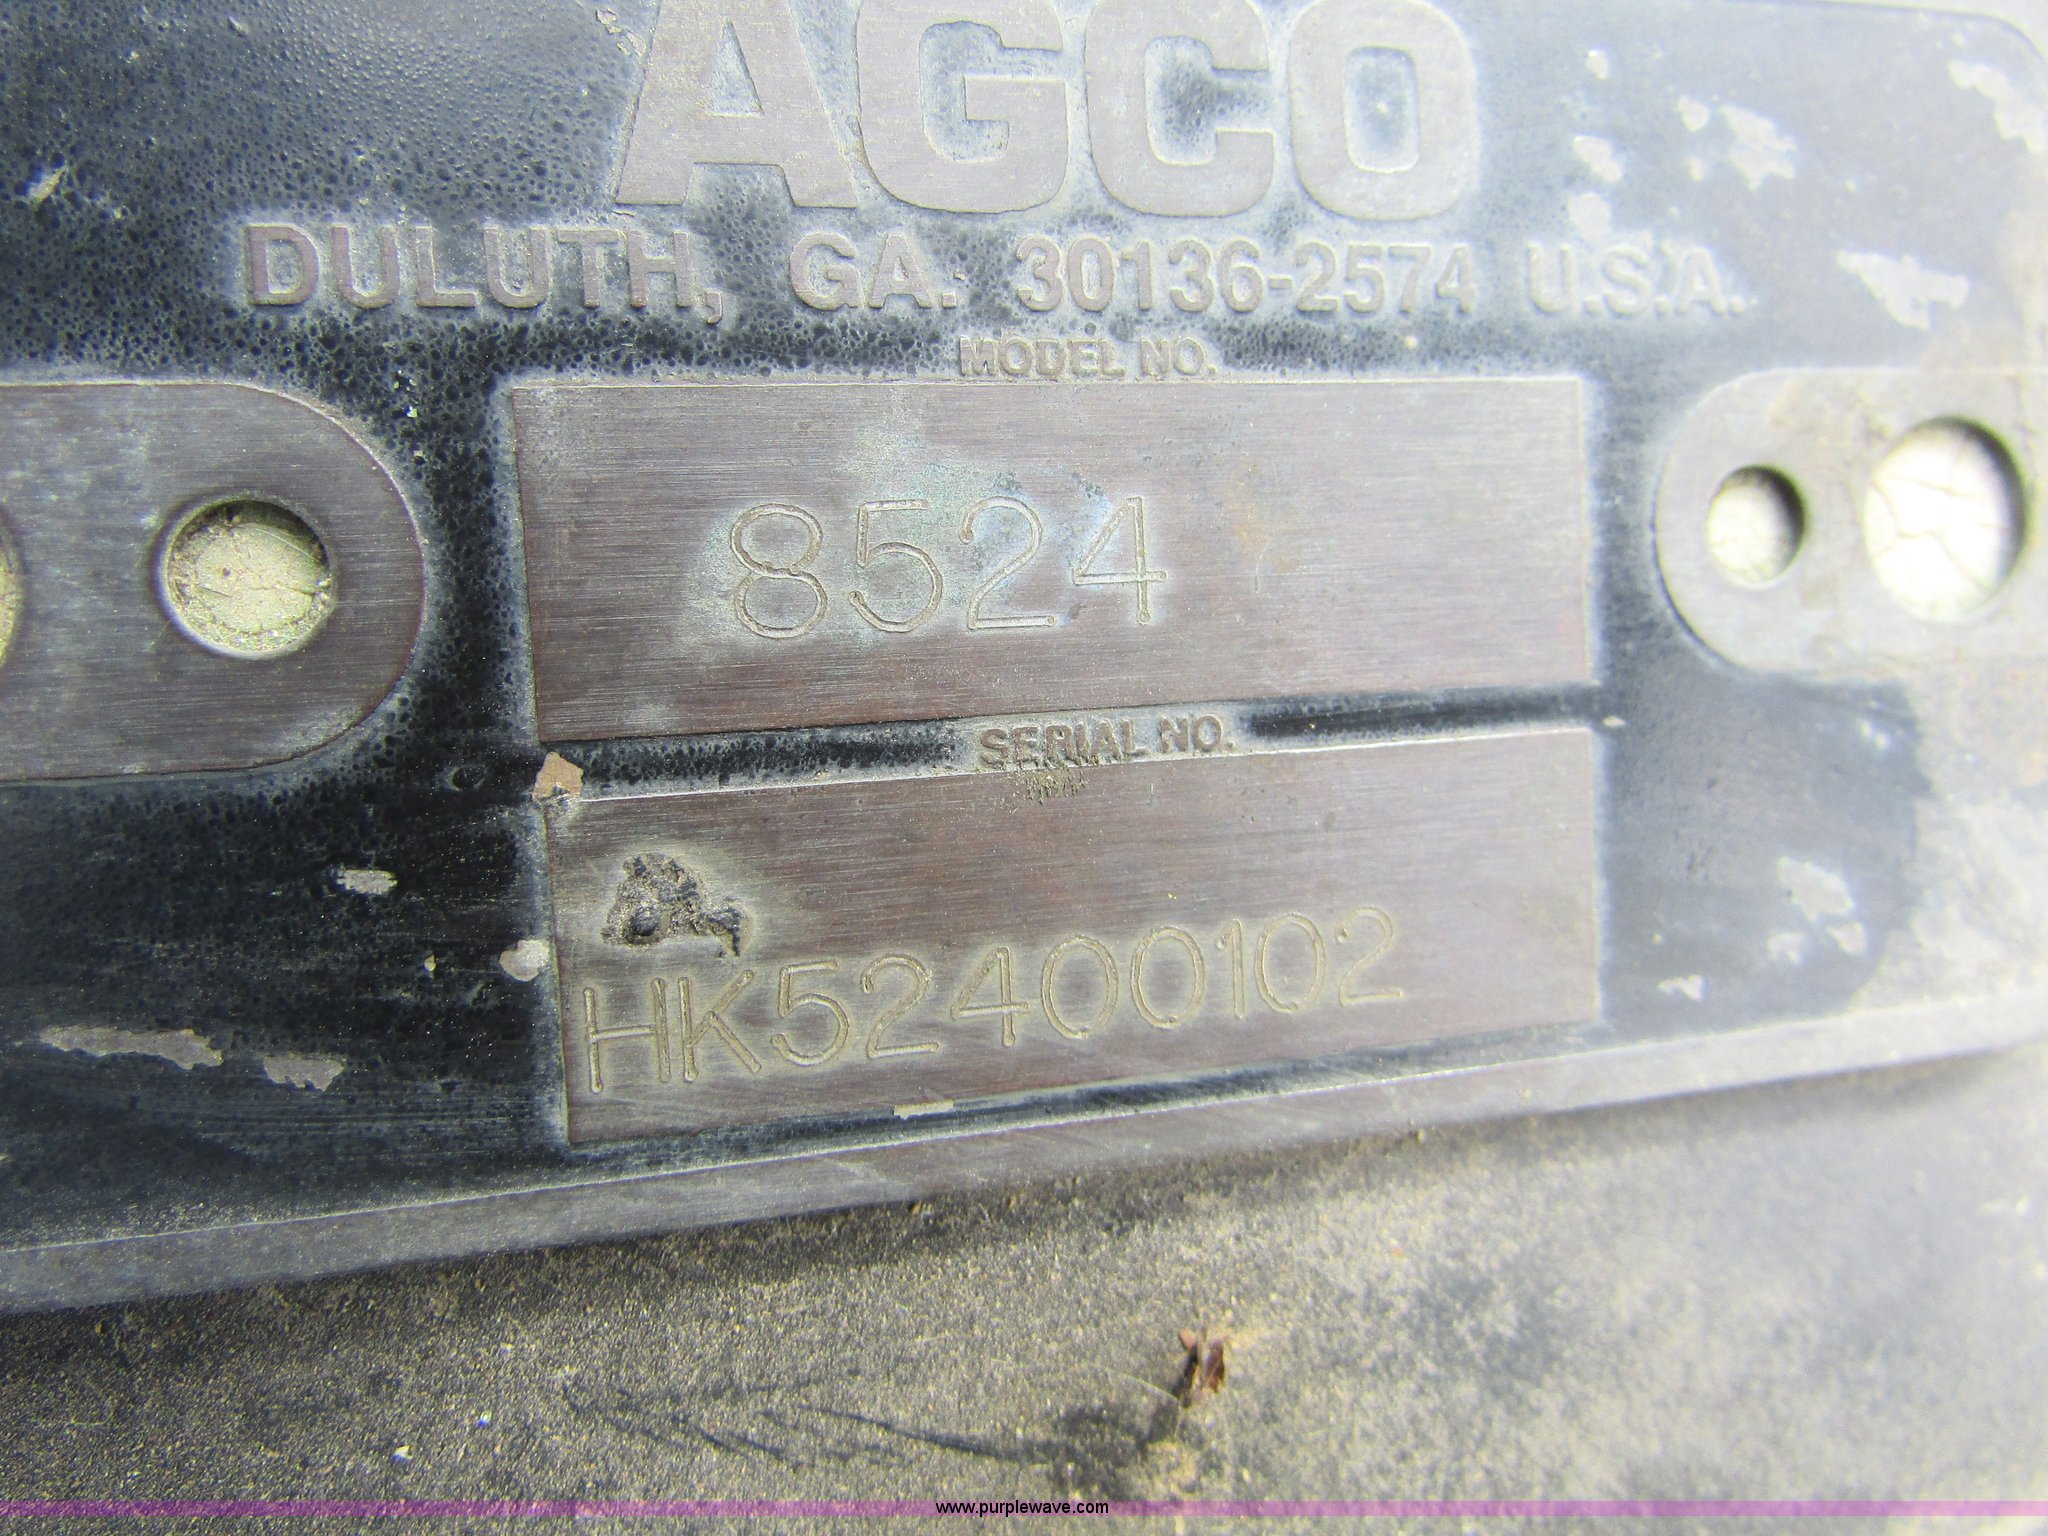 AGCO
DULUTH, GA. 30136-2574 U.S.A.
MODEL NO.
8524
SERIAL NO.
HK52400102
www.purplewave.com